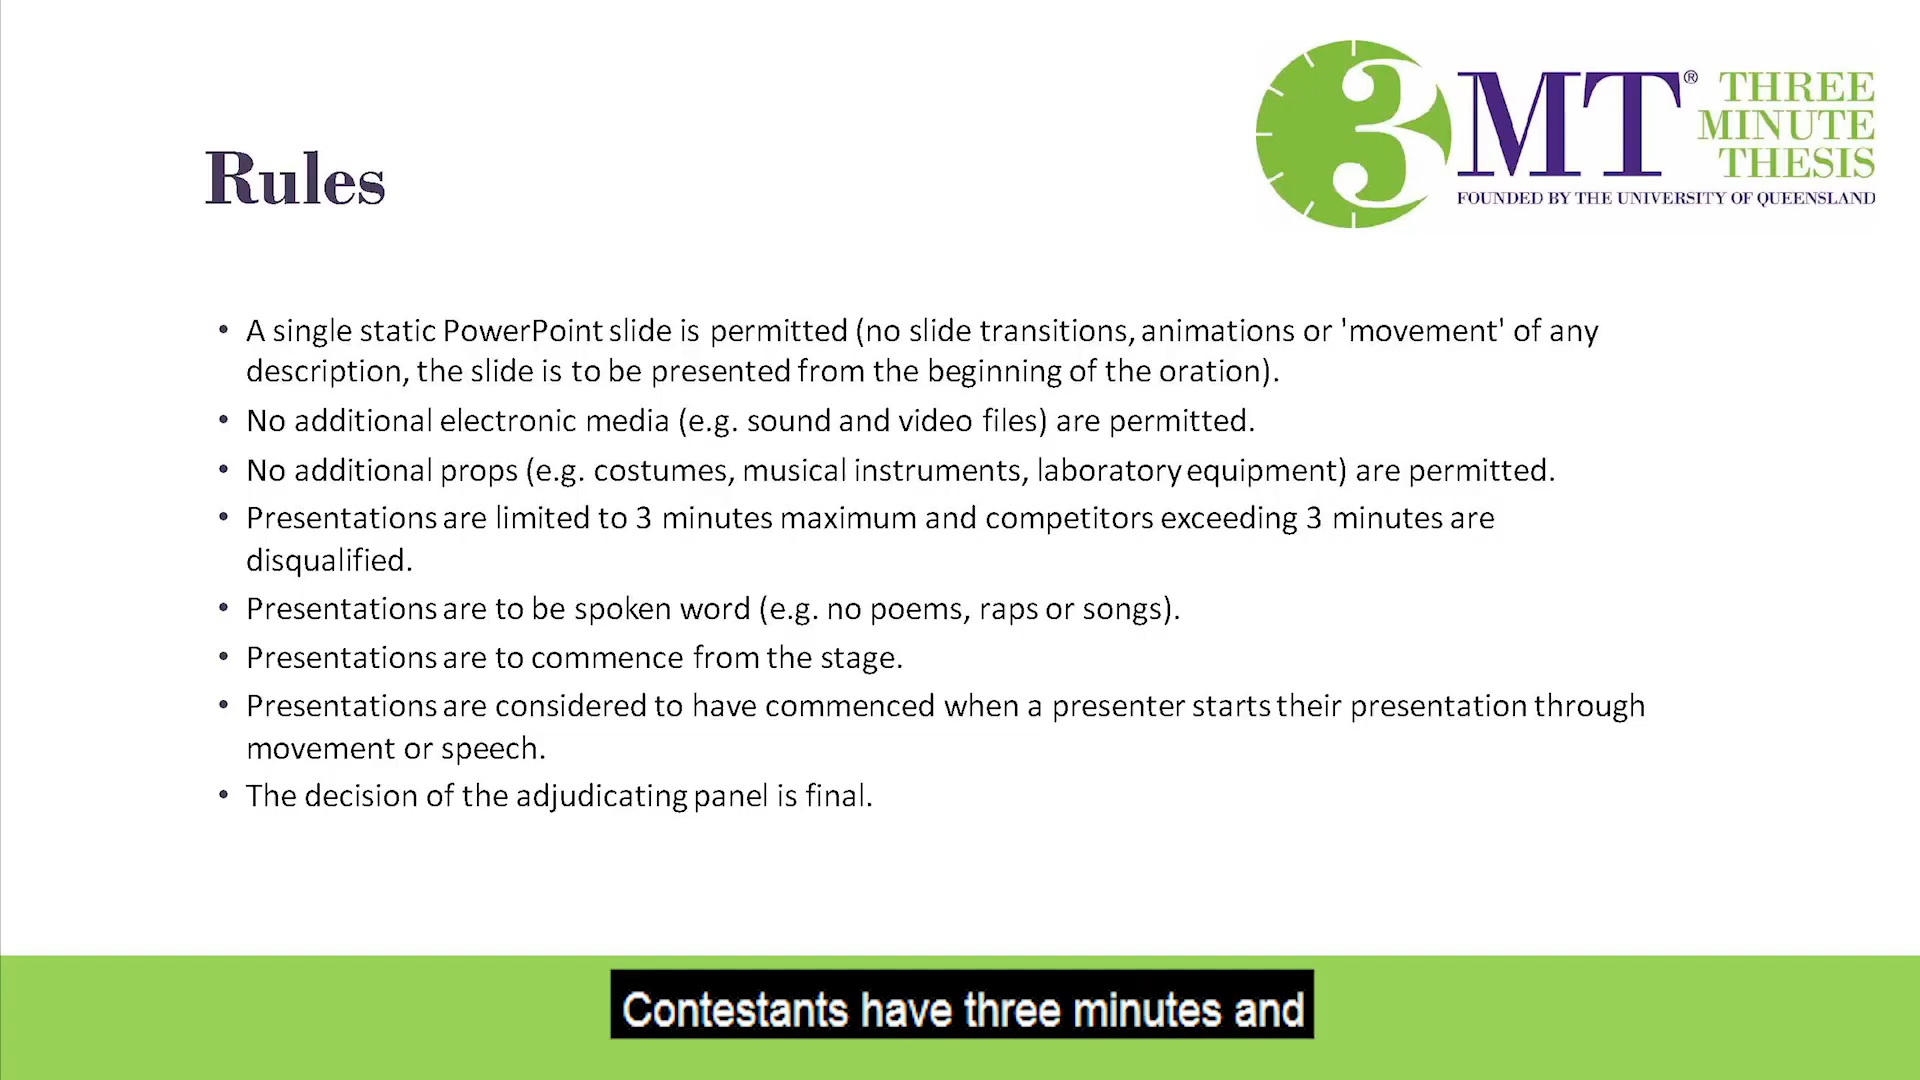 3MT® THREE
MINUTE
THESIS
FOUNDED BY THE UNIVERSITY OF QUEENSLAND
Rules
• A single static PowerPoint slide is permitted (no slide transitions, animations or 'movement' of any
description, the slide is to be presented from the beginning of the oration).
• No additional electronic media (e.g. sound and video files) are permitted.
• No additional props (e.g. costumes, musical instruments, laboratory equipment) are permitted.
• Presentations are limited to 3 minutes maximum and competitors exceeding 3 minutes are
disqualified.
• Presentations are to be spoken word (e.g. no poems, raps or songs).
• Presentations are to commence from the stage.
• Presentations are considered to have commenced when a presenter starts their presentation through
movement or speech.
• The decision of the adjudicating panel is final.
Contestants have three minutes and